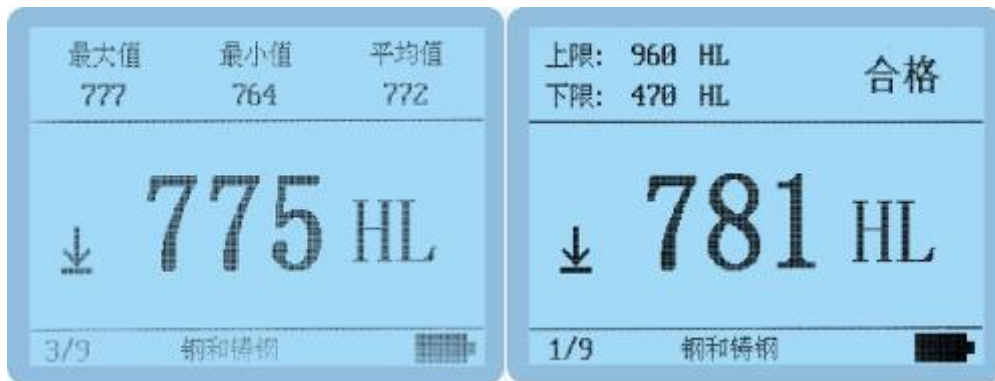 最大值 最小值 平均值
777 764 772
775 HL
3/9 钢和铸钢
上限: 960 HL
下限: 470 HL
合格
781 HL
1/9 钢和铸钢